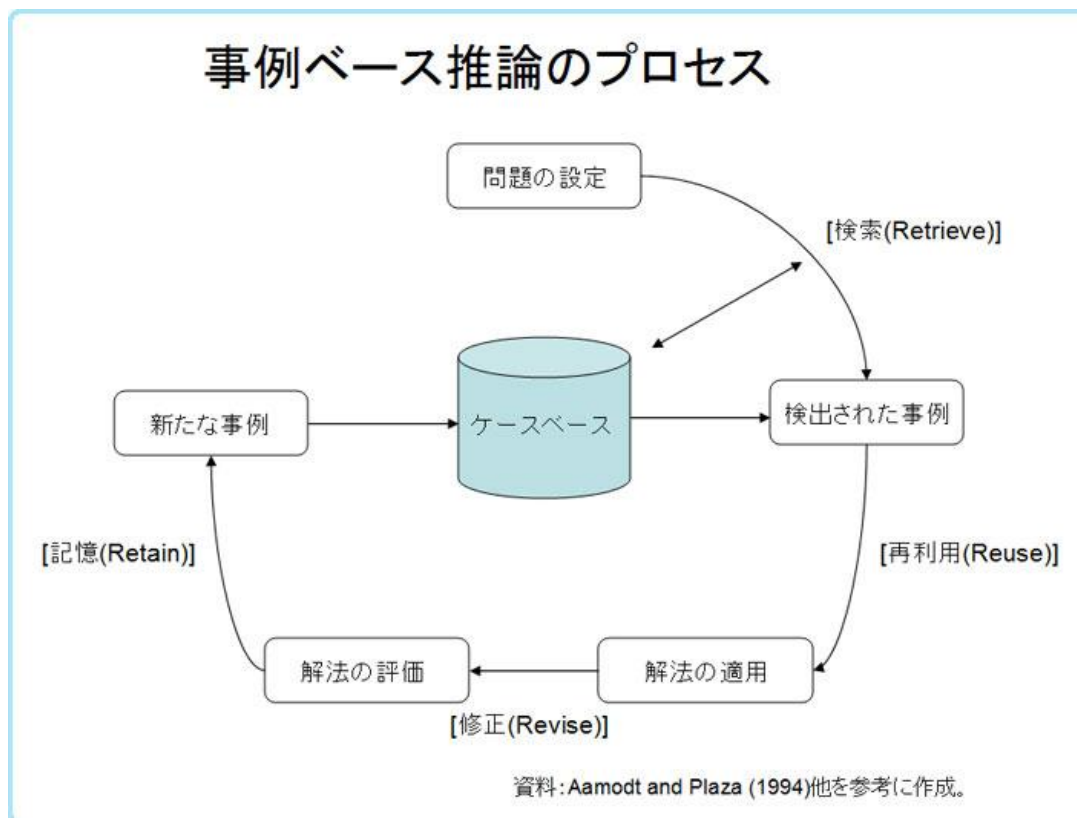 事例ベース推論のプロセス
問題の設定
[検索(Retrieve)]
新たな事例
ケースベース
検出された事例
[記憶(Retain)]
[再利用(Reuse)]
解法の評価
解法の適用
[修正(Revise)]
資料：Aamodt and Plaza (1994)他を参考に作成。